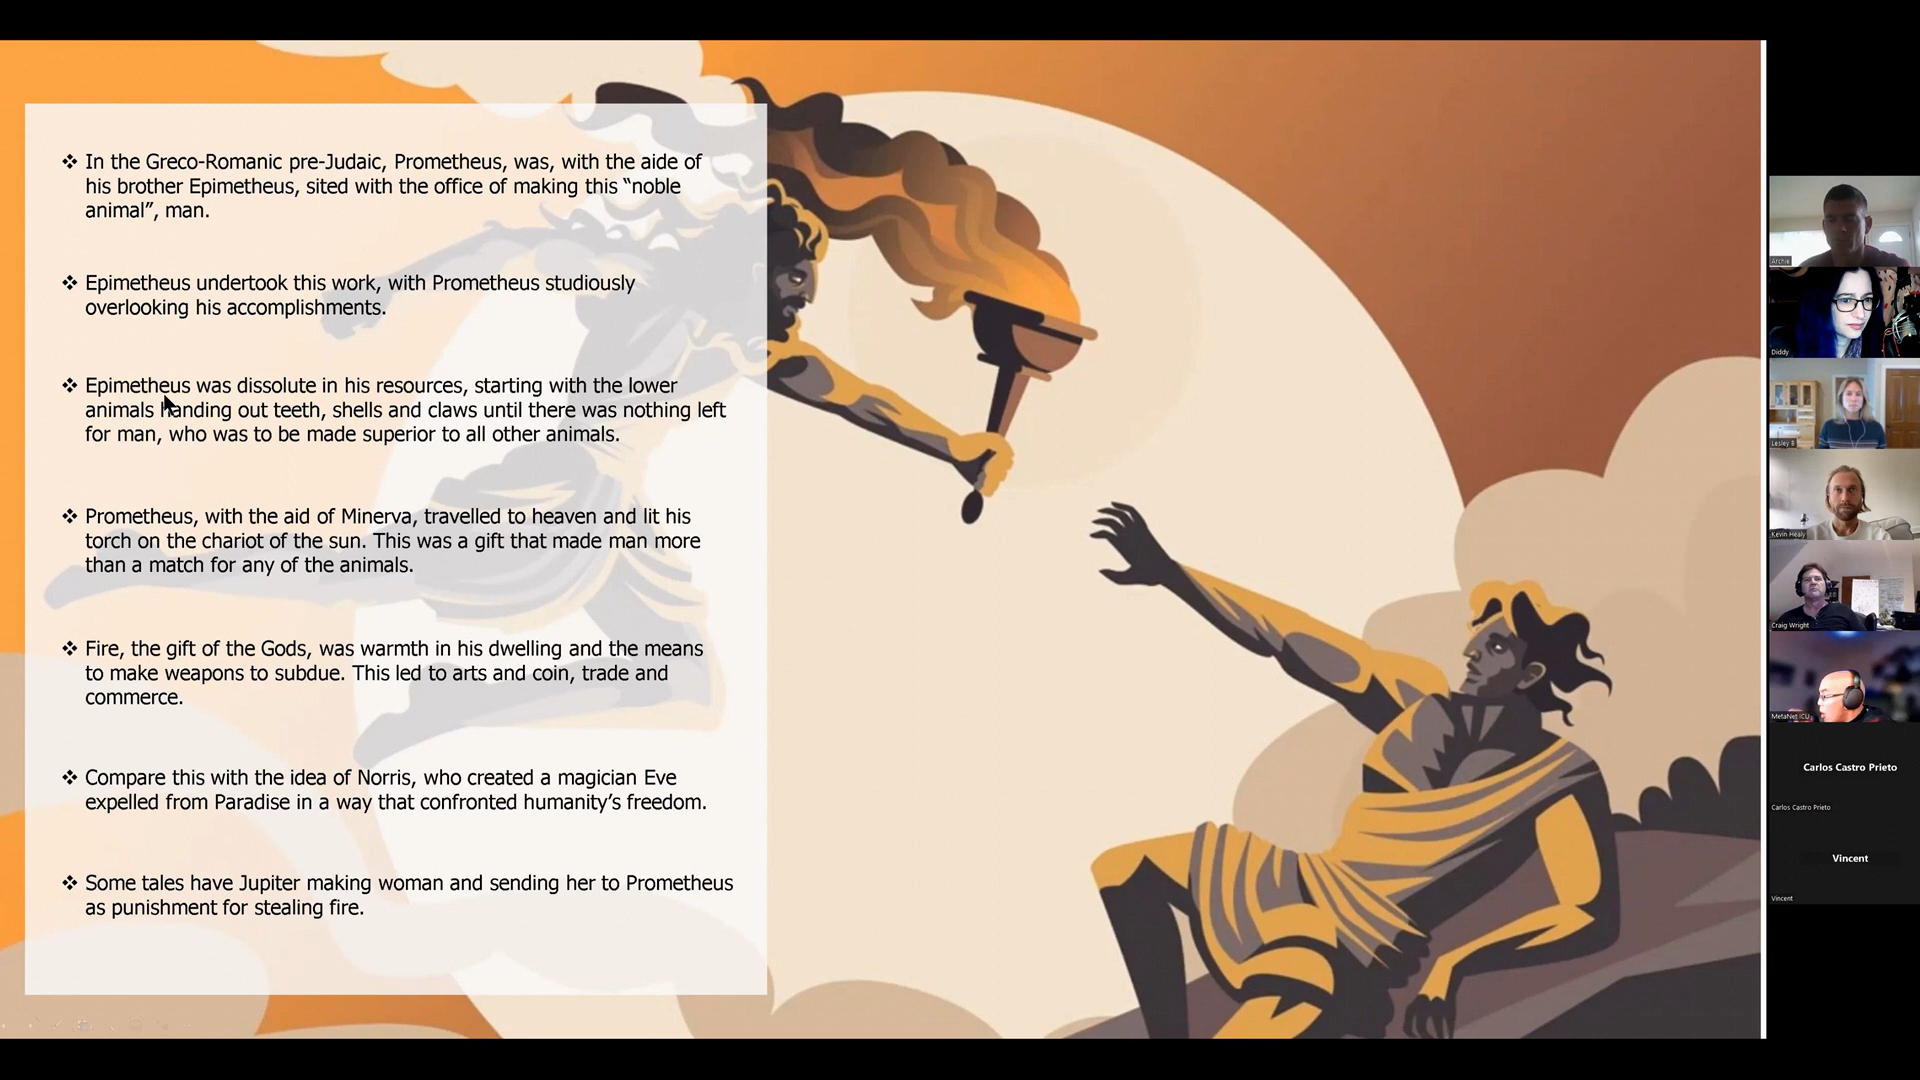 ❖ In the Greco-Romanic pre-Judaic, Prometheus, was, with the aide of
his brother Epimetheus, sited with the office of making this “noble
animal”, man.
❖ Epimetheus undertook this work, with Prometheus studiously
overlooking his accomplishments.
❖ Epimetheus was dissolute in his resources, starting with the lower
animals handing out teeth, shells and claws until there was nothing left
for man, who was to be made superior to all other animals.
❖ Prometheus, with the aid of Minerva, travelled to heaven and lit his
torch on the chariot of the sun. This was a gift that made man more
than a match for any of the animals.
❖ Fire, the gift of the Gods, was warmth in his dwelling and the means
to make weapons to subdue. This led to arts and coin, trade and
commerce.
❖ Compare this with the idea of Norris, who created a magician Eve
expelled from Paradise in a way that confronted humanity’s freedom.
❖ Some tales have Jupiter making woman and sending her to Prometheus
as punishment for stealing fire.
Archie
Diddy
Lesley B
Kevin Healy
Craig Wright
MetaNet ICU
Carlos Castro Prieto
Carlos Castro Prieto
Vincent
Vincent